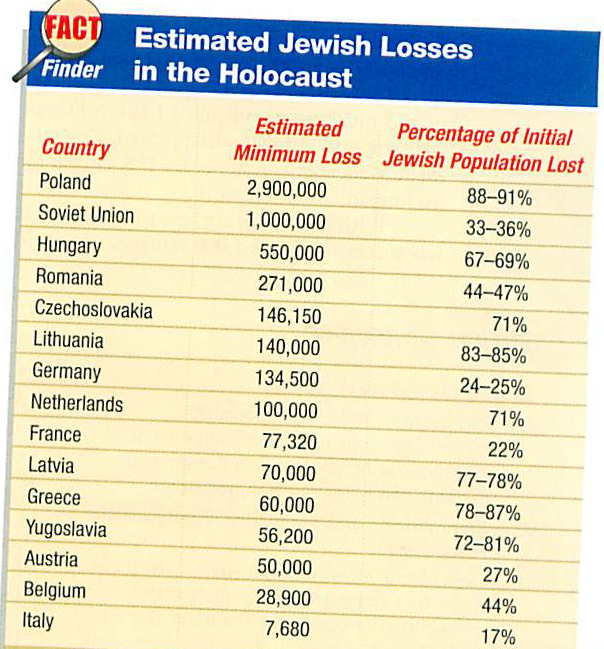 FACT
Finder
Estimated Jewish Losses
in the Holocaust
Country
Estimated
Minimum Loss
Percentage of Initial
Jewish Population Lost
Poland 2,900,000 88–91%
Soviet Union 1,000,000 33–36%
Hungary 550,000 67–69%
Romania 271,000 44–47%
Czechoslovakia 146,150 71%
Lithuania 140,000 83–85%
Germany 134,500 24–25%
Netherlands 100,000 71%
France 77,320 22%
Latvia 70,000 77–78%
Greece 60,000 78–87%
Yugoslavia 56,200 72–81%
Austria 50,000 27%
Belgium 28,900 44%
Italy 7,680 17%